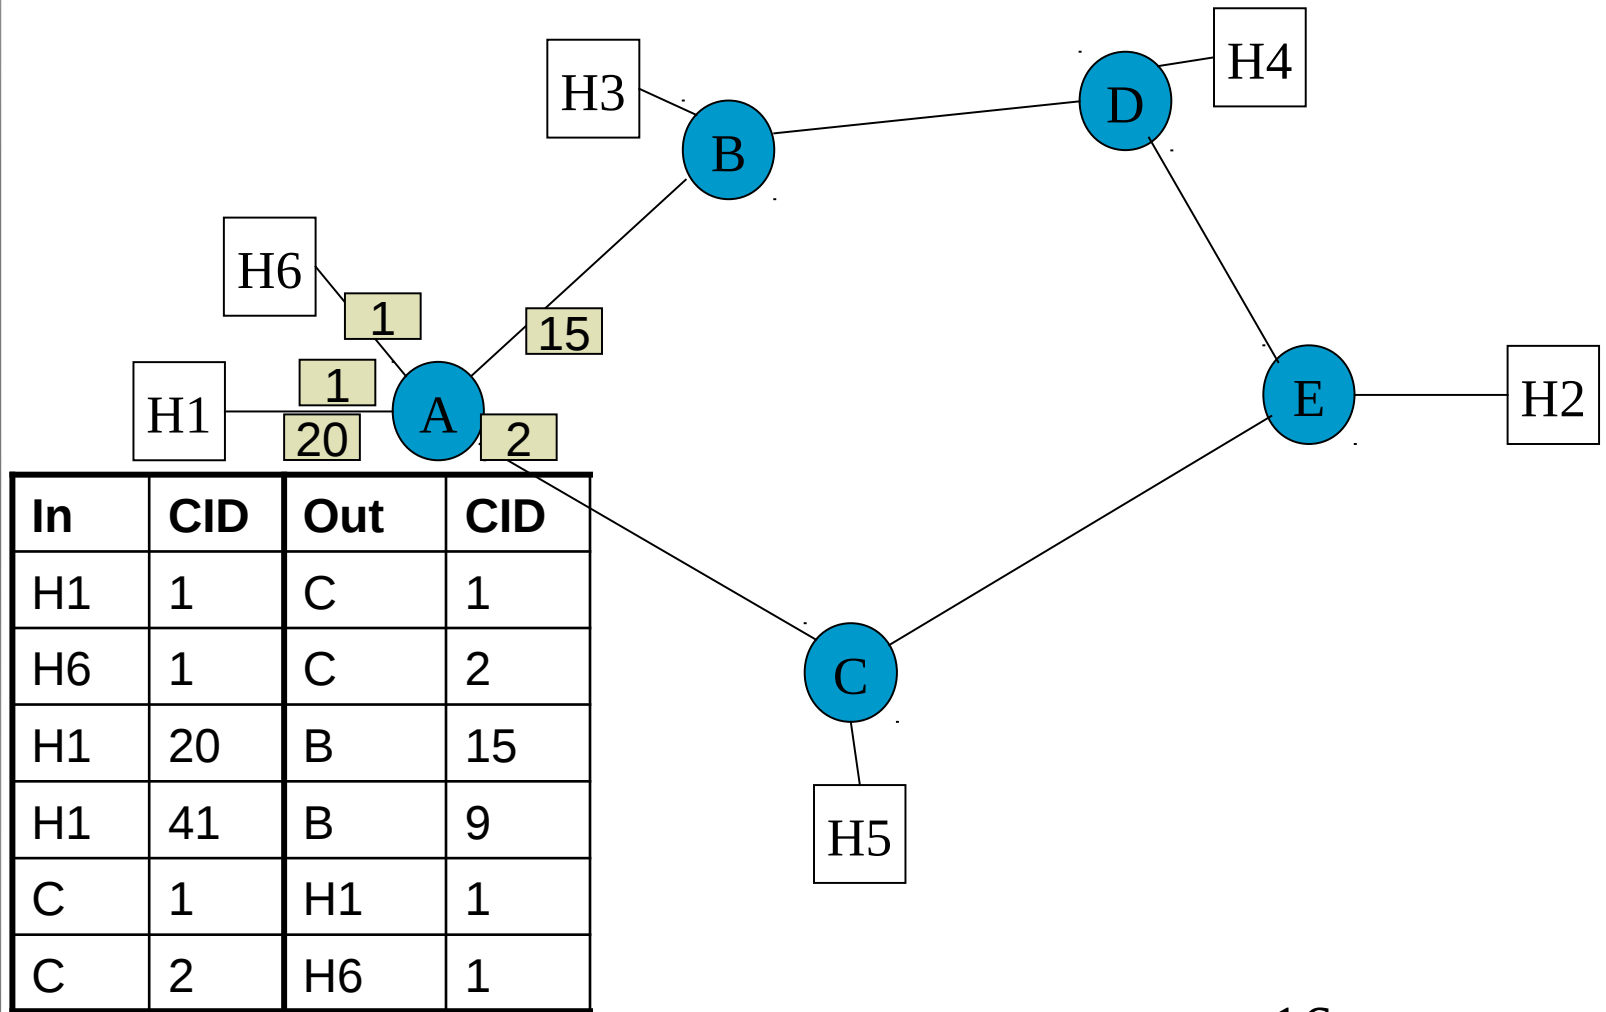 H4
H3
D
B
H6
1
15
H1
1
A
20
2
E
H2
In CID Out CID
H1 1 C 1
H6 1 C 2
H1 20 B 15
H1 41 B 9
C 1 H1 1
C 2 H6 1
C
H5